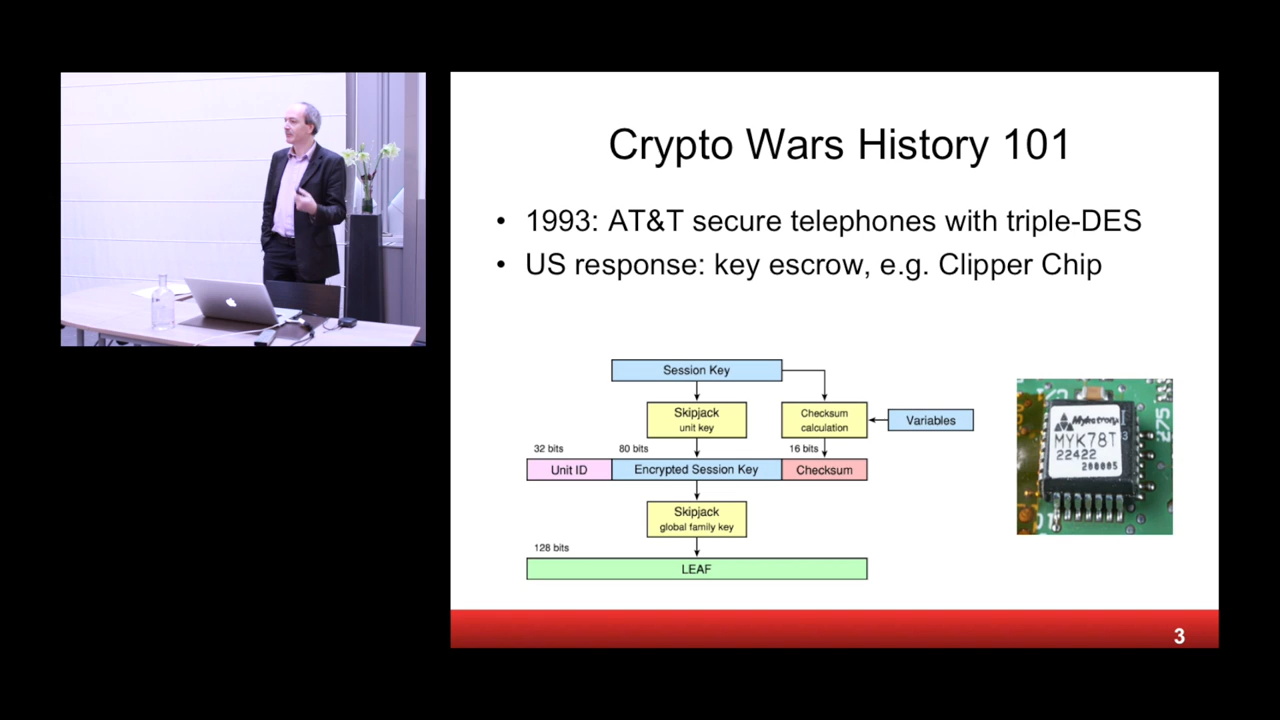 Crypto Wars History 101
• 1993: AT&T secure telephones with triple-DES
• US response: key escrow, e.g. Clipper Chip
Session Key
Skipjack
unit key
Checksum
calculation
Variables
32 bits
80 bits
16 bits
Unit ID
Encrypted Session Key
Checksum
Skipjack
global family key
128 bits
LEAF
MYK78T
22422
200005
275
3